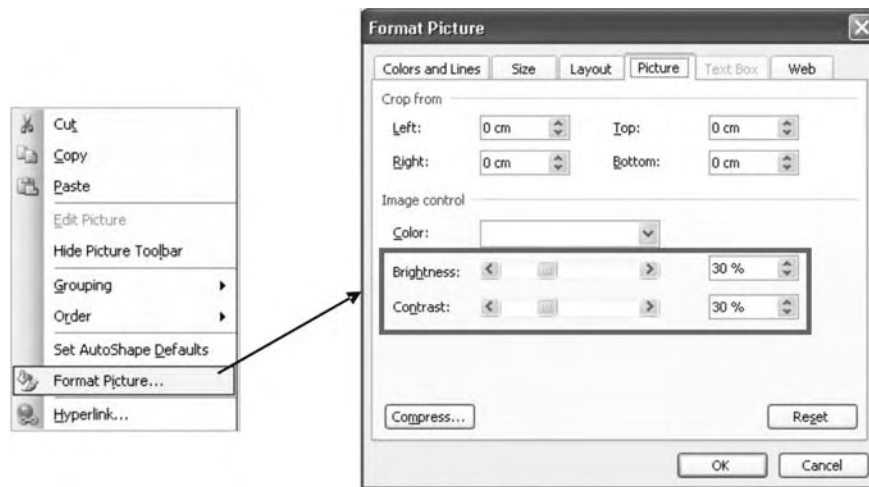 Cut
Copy
Paste
Edit Picture
Hide Picture Toolbar
Grouping
Order
Set AutoShape Defaults
Format Picture...
Hyperlink...
Format Picture
Colors and Lines Size Layout Picture Text Box Web
Crop from
Left: 0 cm Top: 0 cm
Right: 0 cm Bottom: 0 cm
Image control
Color:
Brightness: 30 %
Contrast: 30 %
Compress... Reset
OK Cancel